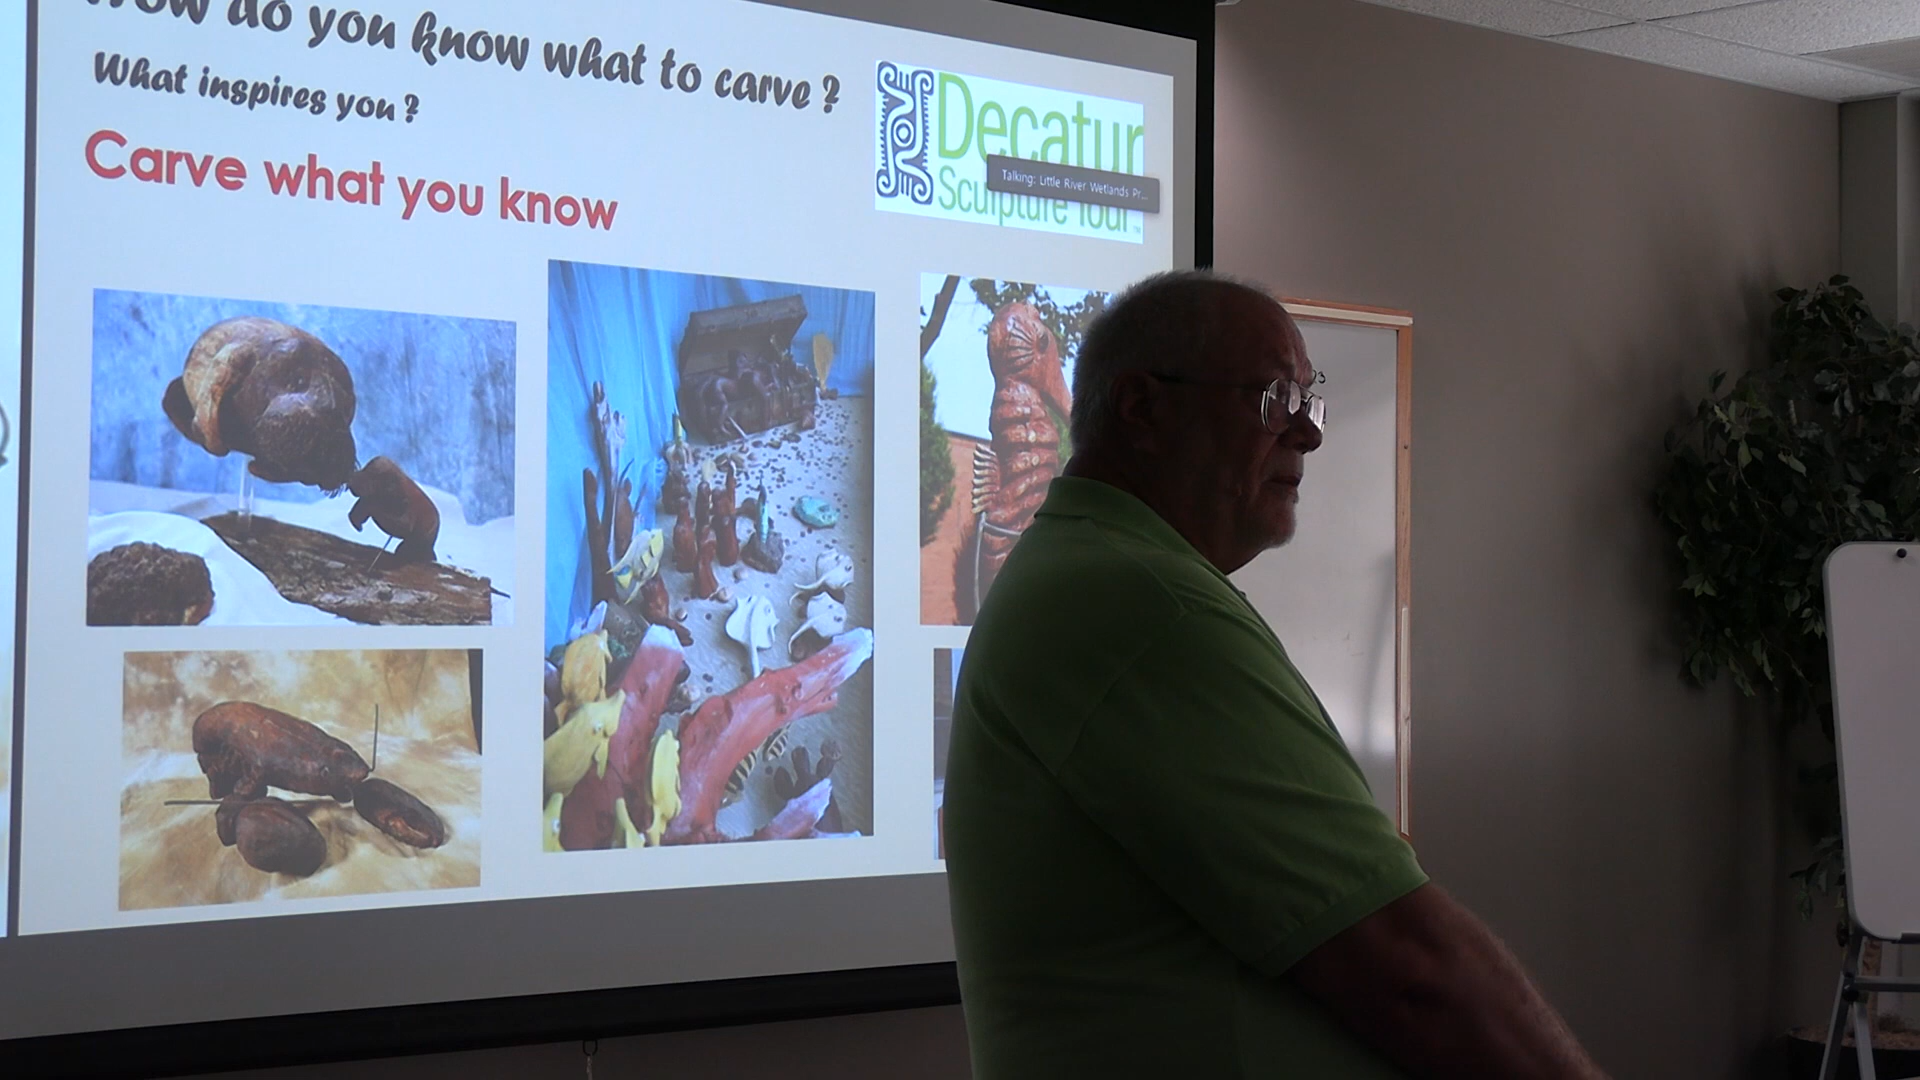 How do you know what to carve ?
What inspires you ?
Carve what you know
Decatur
Sculpture Tour
Talking: Little River Wetlands Pr...